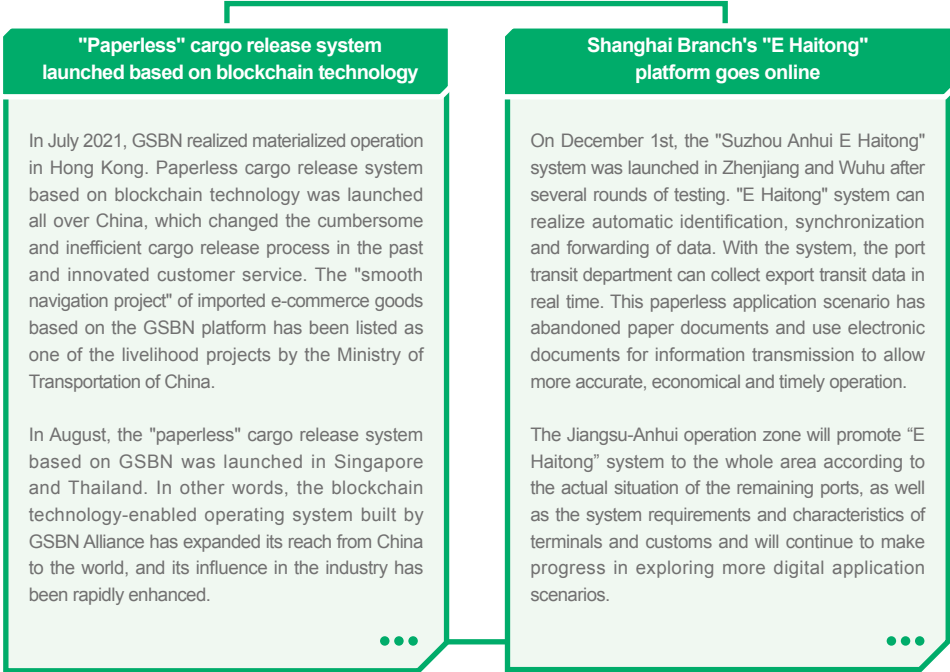 "Paperless" cargo release system
launched based on blockchain technology
In July 2021, GSBN realized materialized operation
in Hong Kong. Paperless cargo release system
based on blockchain technology was launched
all over China, which changed the cumbersome
and inefficient cargo release process in the past
and innovated customer service. The "smooth
navigation project" of imported e-commerce goods
based on the GSBN platform has been listed as
one of the livelihood projects by the Ministry of
Transportation of China.
In August, the "paperless" cargo release system
based on GSBN was launched in Singapore
and Thailand. In other words, the blockchain
technology-enabled operating system built by
GSBN Alliance has expanded its reach from China
to the world, and its influence in the industry has
been rapidly enhanced.
Shanghai Branch's "E Haitong"
platform goes online
On December 1st, the "Suzhou Anhui E Haitong"
system was launched in Zhenjiang and Wuhu after
several rounds of testing. "E Haitong" system can
realize automatic identification, synchronization
and forwarding of data. With the system, the port
transit department can collect export transit data in
real time. This paperless application scenario has
abandoned paper documents and use electronic
documents for information transmission to allow
more accurate, economical and timely operation.
The Jiangsu-Anhui operation zone will promote “E
Haitong” system to the whole area according to
the actual situation of the remaining ports, as well
as the system requirements and characteristics of
terminals and customs and will continue to make
progress in exploring more digital application
scenarios.